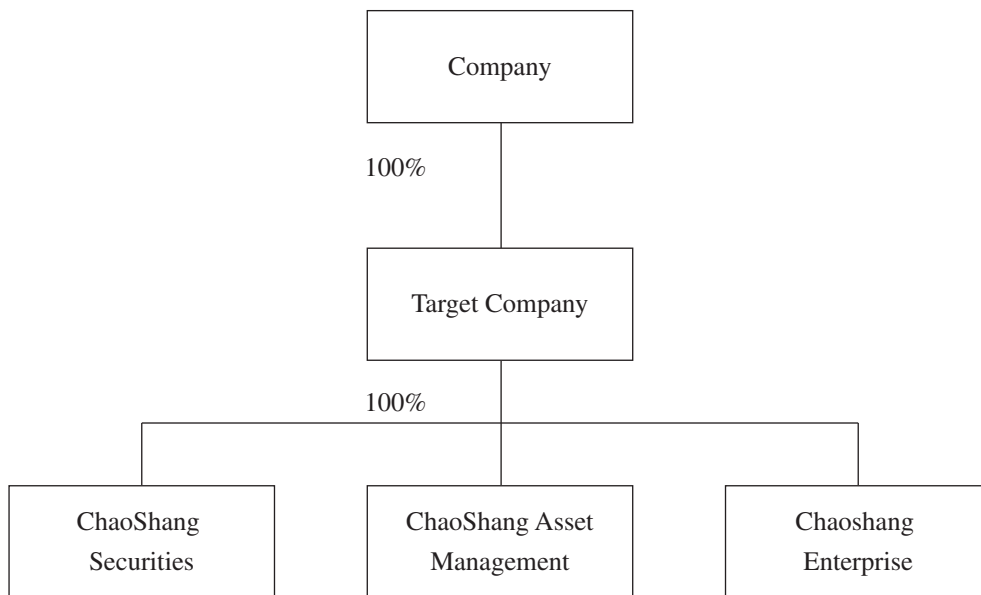 Company
100%
Target Company
100%
ChaoShang
Securities
ChaoShang Asset
Management
Chaoshang
Enterprise